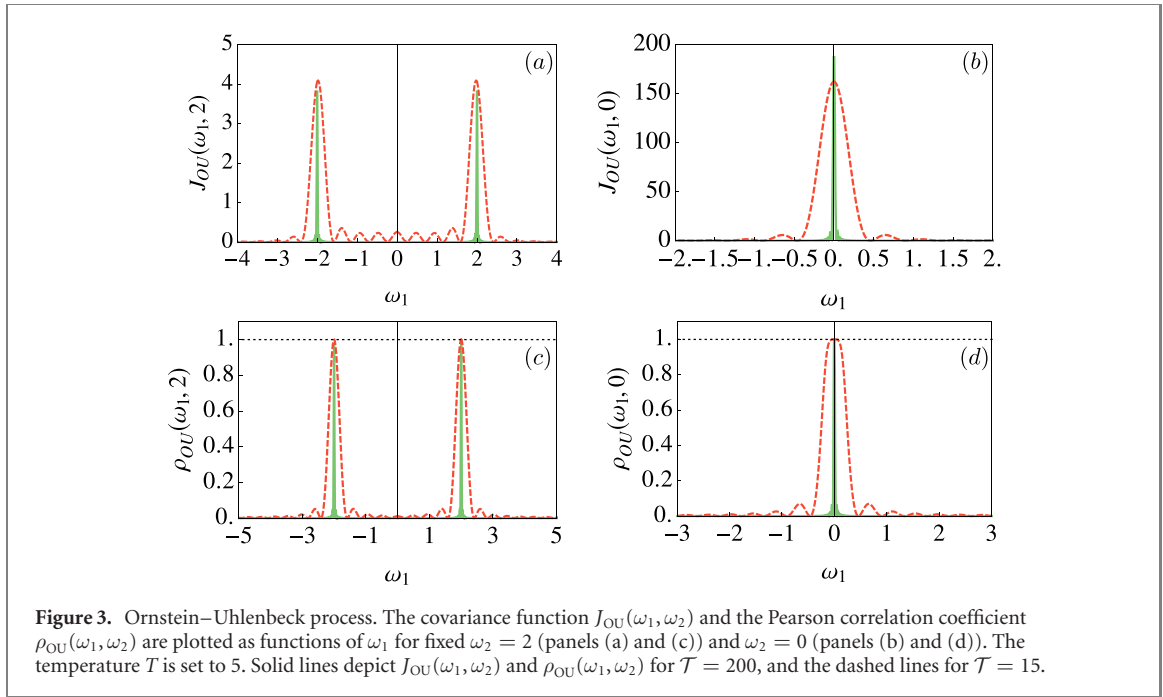 5
4
3
2
1
0
−4 −3 −2 −1 0 1 2 3 4
J_{OU}(ω_1, 2)
ω_1
(a)
200
150
100
50
0
−2.−1.5−1.−0.5 0. 0.5 1. 1.5 2.
J_{OU}(ω_1, 0)
ω_1
(b)
1.
0.8
0.6
0.4
0.2
0.
−5 −3 −1 1 3 5
ρ_{OU}(ω_1, 2)
ω_1
(c)
1.
0.8
0.6
0.4
0.2
0.
−3 −2 −1 0 1 2 3
ρ_{OU}(ω_1, 0)
ω_1
(d)
Figure 3. Ornstein–Uhlenbeck process. The covariance function J_{OU}(ω_1, ω_2) and the Pearson correlation coefficient
ρ_{OU}(ω_1, ω_2) are plotted as functions of ω_1 for fixed ω_2 = 2 (panels (a) and (c)) and ω_2 = 0 (panels (b) and (d)). The
temperature T is set to 5. Solid lines depict J_{OU}(ω_1, ω_2) and ρ_{OU}(ω_1, ω_2) for 𝒯 = 200, and the dashed lines for 𝒯 = 15.